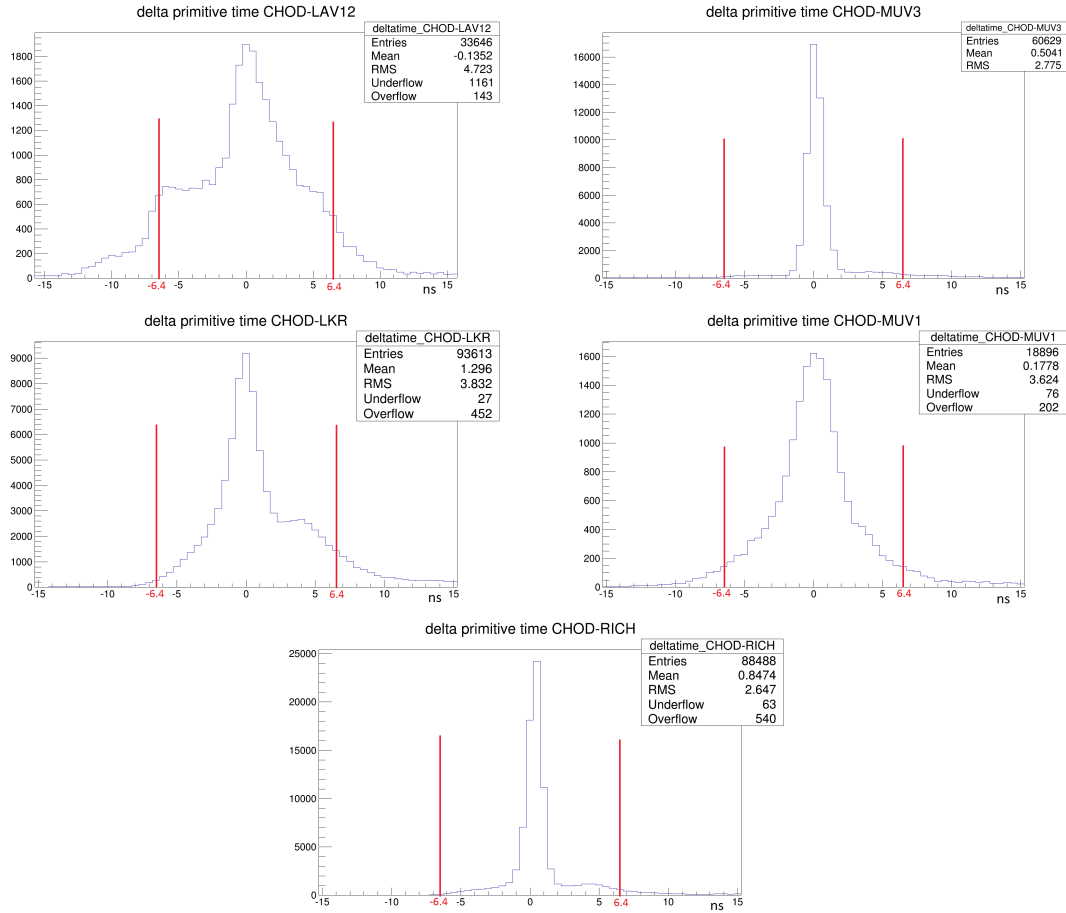 delta primitive time CHOD-LAV12
deltatime_CHOD-LAV12
Entries 33646
Mean -0.1352
RMS 4.723
Underflow 1161
Overflow 143
1800
1600
1400
1200
1000
800
600
400
200
0
-15 -10 -6.4 -5 0 5 6.4 10 15
ns
delta primitive time CHOD-MUV3
deltatime_CHOD-MUV3
Entries 60629
Mean 0.5041
RMS 2.775
16000
14000
12000
10000
8000
6000
4000
2000
0
-15 -10 -6.4 -5 0 5 6.4 10 15
ns
delta primitive time CHOD-LKR
deltatime_CHOD-LKR
Entries 93613
Mean 1.296
RMS 3.832
Underflow 27
Overflow 452
9000
8000
7000
6000
5000
4000
3000
2000
1000
0
-15 -10 -6.4 -5 0 5 6.4 10 15
ns
delta primitive time CHOD-MUV1
deltatime_CHOD-MUV1
Entries 18896
Mean 0.1778
RMS 3.624
Underflow 76
Overflow 202
1600
1400
1200
1000
800
600
400
200
0
-15 -10 -6.4 -5 0 5 6.4 10 15
ns
delta primitive time CHOD-RICH
deltatime_CHOD-RICH
Entries 88488
Mean 0.8474
RMS 2.647
Underflow 63
Overflow 540
25000
20000
15000
10000
5000
0
-15 -10 -6.4 -5 0 5 6.4 10 15
ns